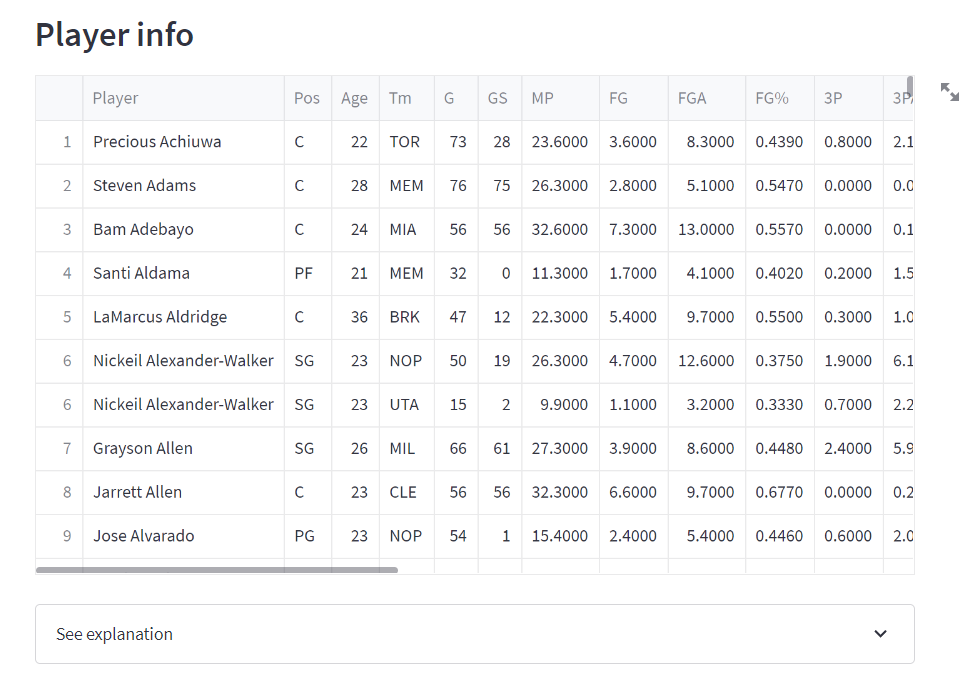 Player info
Player Pos Age Tm G GS MP FG FGA FG% 3P 3PA
1 Precious Achiuwa C 22 TOR 73 28 23.6000 3.6000 8.3000 0.4390 0.8000 2.1
2 Steven Adams C 28 MEM 76 75 26.3000 2.8000 5.1000 0.5470 0.0000 0.0
3 Bam Adebayo C 24 MIA 56 56 32.6000 7.3000 13.0000 0.5570 0.0000 0.1
4 Santi Aldama PF 21 MEM 32 0 11.3000 1.7000 4.1000 0.4020 0.2000 1.5
5 LaMarcus Aldridge C 36 BRK 47 12 22.3000 5.4000 9.7000 0.5500 0.3000 1.0
6 Nickeil Alexander-Walker SG 23 NOP 50 19 26.3000 4.7000 12.6000 0.3750 1.9000 6.1
6 Nickeil Alexander-Walker SG 23 UTA 15 2 9.9000 1.1000 3.2000 0.3330 0.7000 2.2
7 Grayson Allen SG 26 MIL 66 61 27.3000 3.9000 8.6000 0.4480 2.4000 5.9
8 Jarrett Allen C 23 CLE 56 56 32.3000 6.6000 9.7000 0.6770 0.0000 0.2
9 Jose Alvarado PG 23 NOP 54 1 15.4000 2.4000 5.4000 0.4460 0.6000 2.0
See explanation